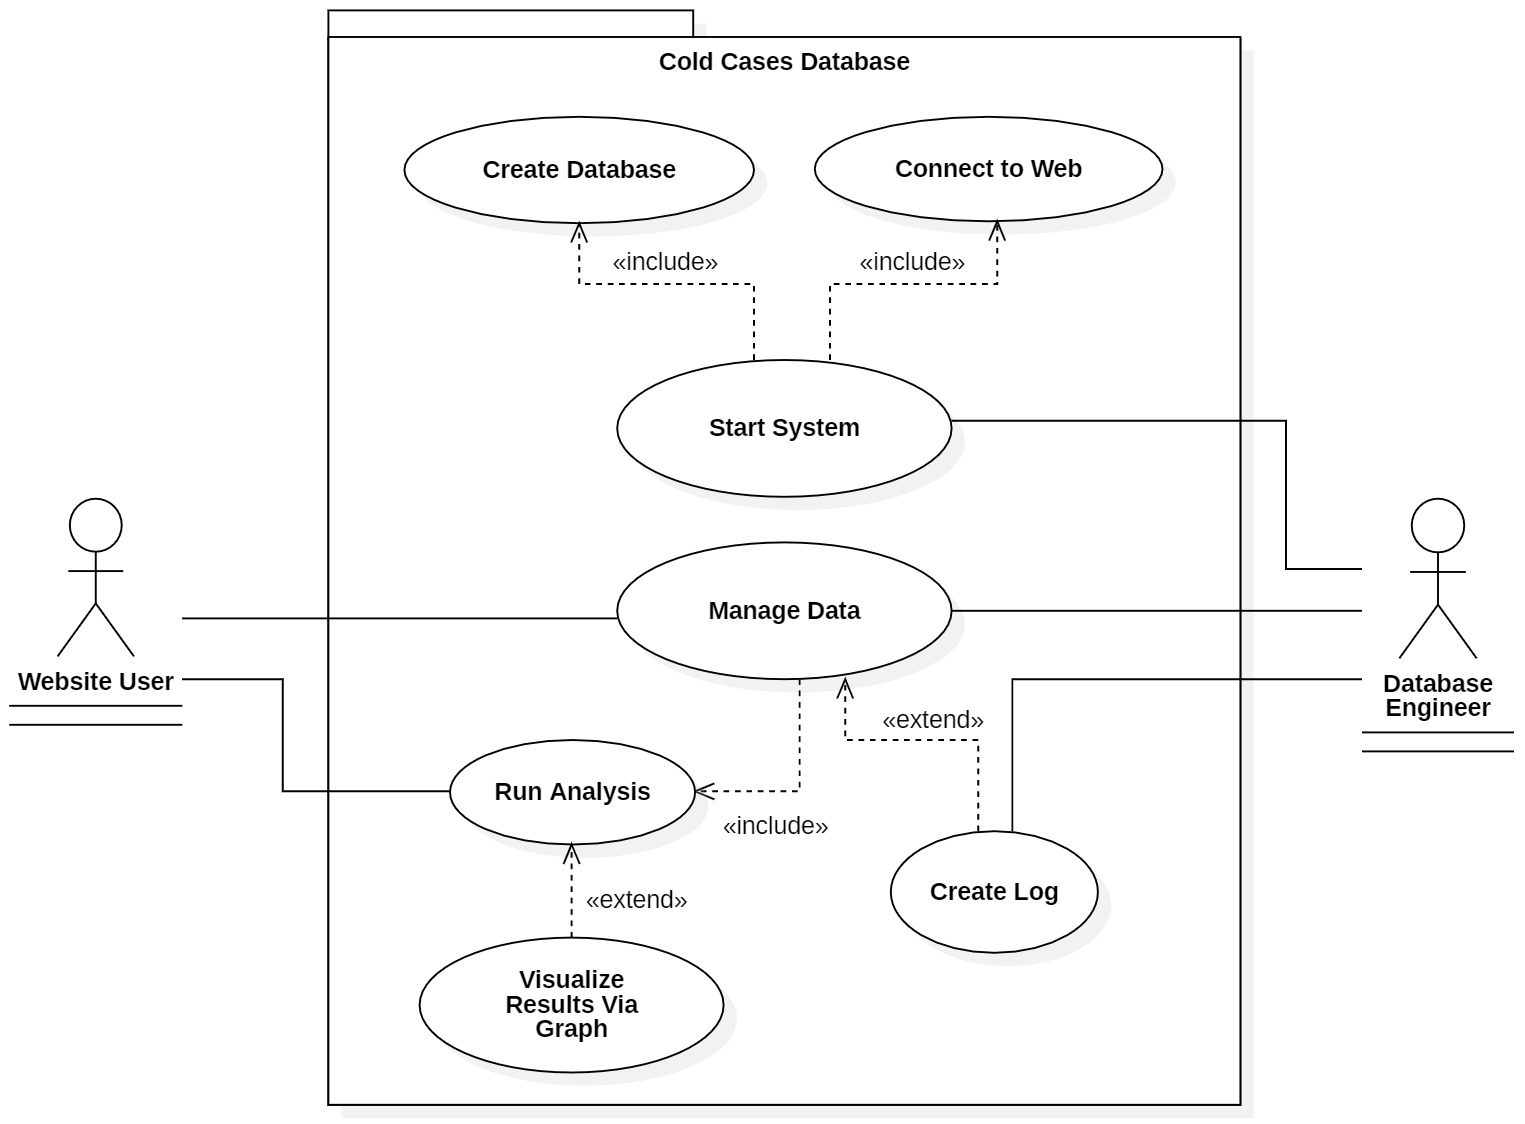 Cold Cases Database
Create Database
Connect to Web
«include»
«include»
Start System
Manage Data
Website User
Database
Engineer
«extend»
Run Analysis
«include»
Create Log
«extend»
Visualize
Results Via
Graph